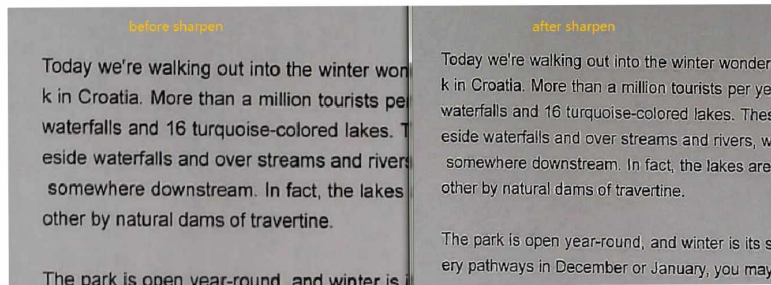 before sharpen
Today we're walking out into the winter won
k in Croatia. More than a million tourists per
waterfalls and 16 turquoise-colored lakes. T
eside waterfalls and over streams and rivers
somewhere downstream. In fact, the lakes
other by natural dams of travertine.
The park is open year-round, and winter is
after sharpen
Today we're walking out into the winter wonder
k in Croatia. More than a million tourists per ye
waterfalls and 16 turquoise-colored lakes. Thes
eside waterfalls and over streams and rivers, w
somewhere downstream. In fact, the lakes are
other by natural dams of travertine.
The park is open year-round, and winter is its s
ery pathways in December or January, you may